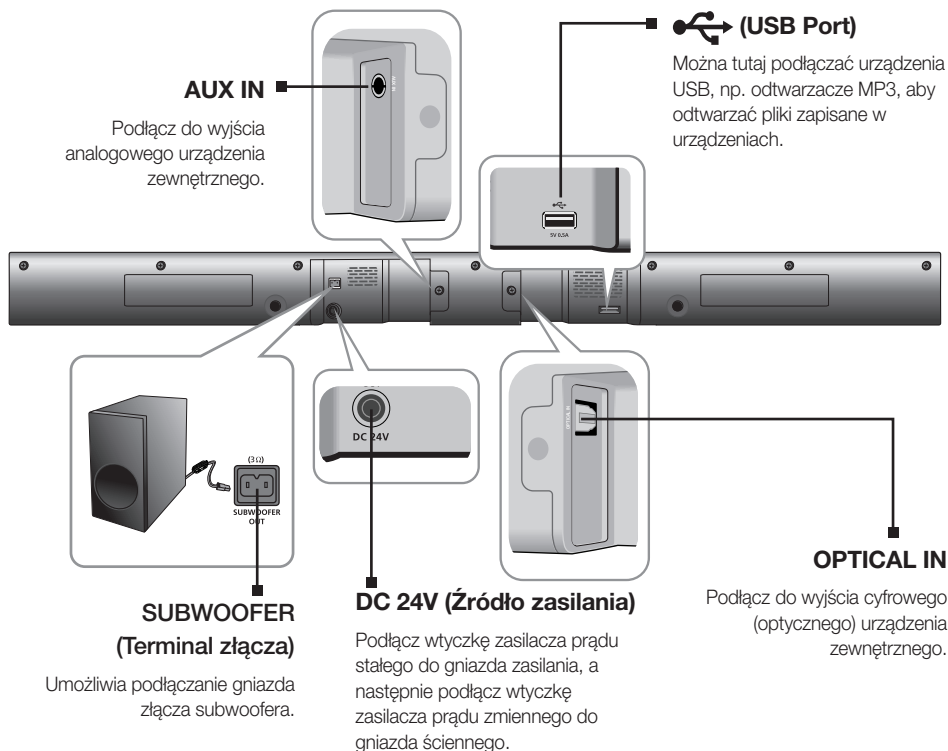 (USB Port)
Można tutaj podłączać urządzenia
USB, np. odtwarzacze MP3, aby
odtwarzać pliki zapisane w
urządzeniach.
AUX IN
Podłącz do wyjścia
analogowego urządzenia
zewnętrznego.
5V 0.5A
DC 24V
(3Ω)
SUBWOOFER
OUT
OPTICAL IN
SUBWOOFER
(Terminal złącza)
Umożliwia podłączanie gniazda
złącza subwoofera.
DC 24V (Źródło zasilania)
Podłącz wtyczkę zasilacza prądu
stałego do gniazda zasilania, a
następnie podłącz wtyczkę
zasilacza prądu zmiennego do
gniazda ściennego.
OPTICAL IN
Podłącz do wyjścia cyfrowego
(optycznego) urządzenia
zewnętrznego.